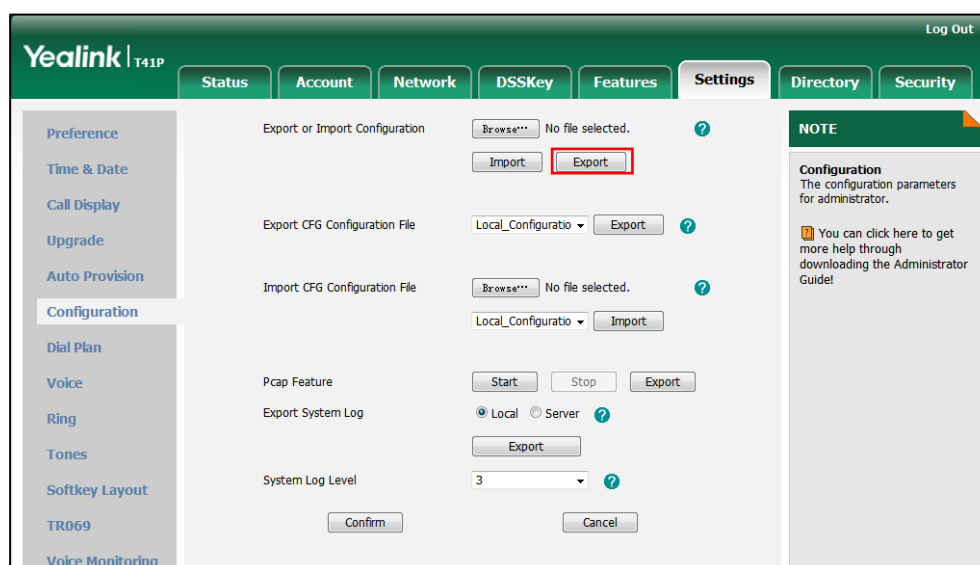 Log Out
Yealink T41P
Status Account Network DSSKey Features Settings Directory Security
Preference
Time & Date
Call Display
Upgrade
Auto Provision
Configuration
Dial Plan
Voice
Ring
Tones
Softkey Layout
TR069
Voice Monitoring
Export or Import Configuration Browse... No file selected. ?
Import Export
Export CFG Configuration File Local_Configuratio Export ?
Import CFG Configuration File Browse... No file selected. ?
Local_Configuratio Import
Pcap Feature Start Stop Export
Export System Log Local Server ?
Export
System Log Level 3 ?
Confirm Cancel
NOTE
Configuration
The configuration parameters
for administrator.
? You can click here to get
more help through
downloading the Administrator
Guide!